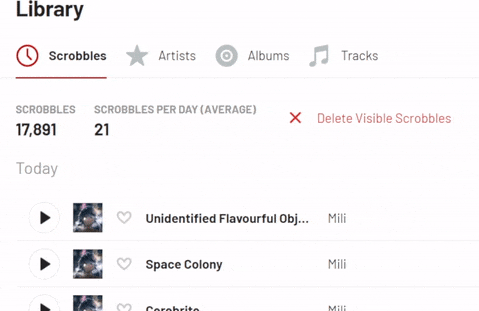 Library
Scrobbles Artists Albums Tracks
SCROBBLES SCROBBLES PER DAY (AVERAGE)
17,891 21
Delete Visible Scrobbles
Today
Unidentified Flavourful Obj... Mili
Space Colony Mili
Cerebrite Mili